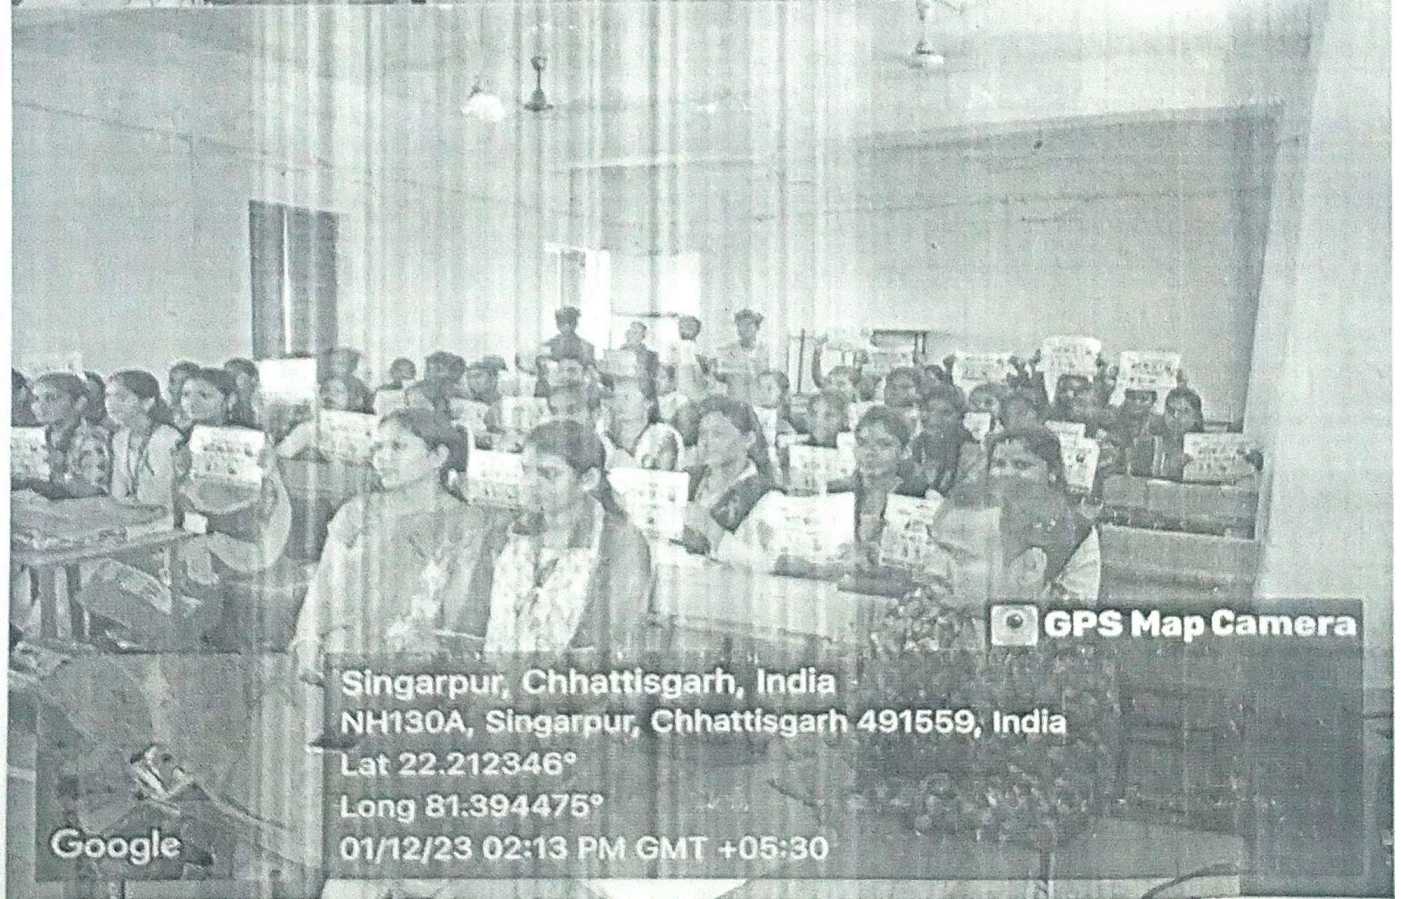 GPS Map Camera
Singarpur, Chhattisgarh, India
NH130A, Singarpur, Chhattisgarh 491559, India
Lat 22.212346°
Long 81.394475°
01/12/23 02:13 PM GMT +05:30
Google